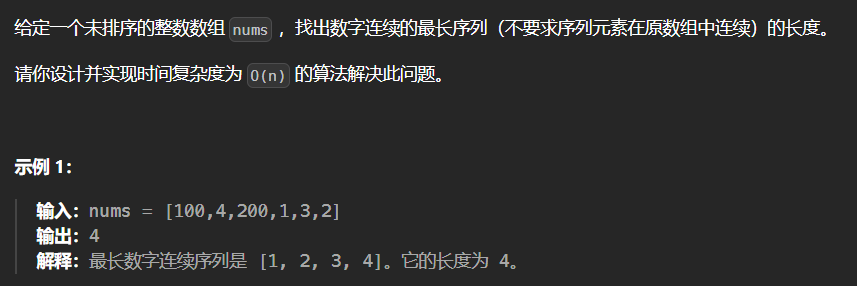 给定一个未排序的整数数组 nums ，找出数字连续的最长序列（不要求序列元素在原数组中连续）的长度。
请你设计并实现时间复杂度为 O(n) 的算法解决此问题。
示例 1：
输入：nums = [100,4,200,1,3,2]
输出：4
解释：最长数字连续序列是 [1, 2, 3, 4]。它的长度为 4。